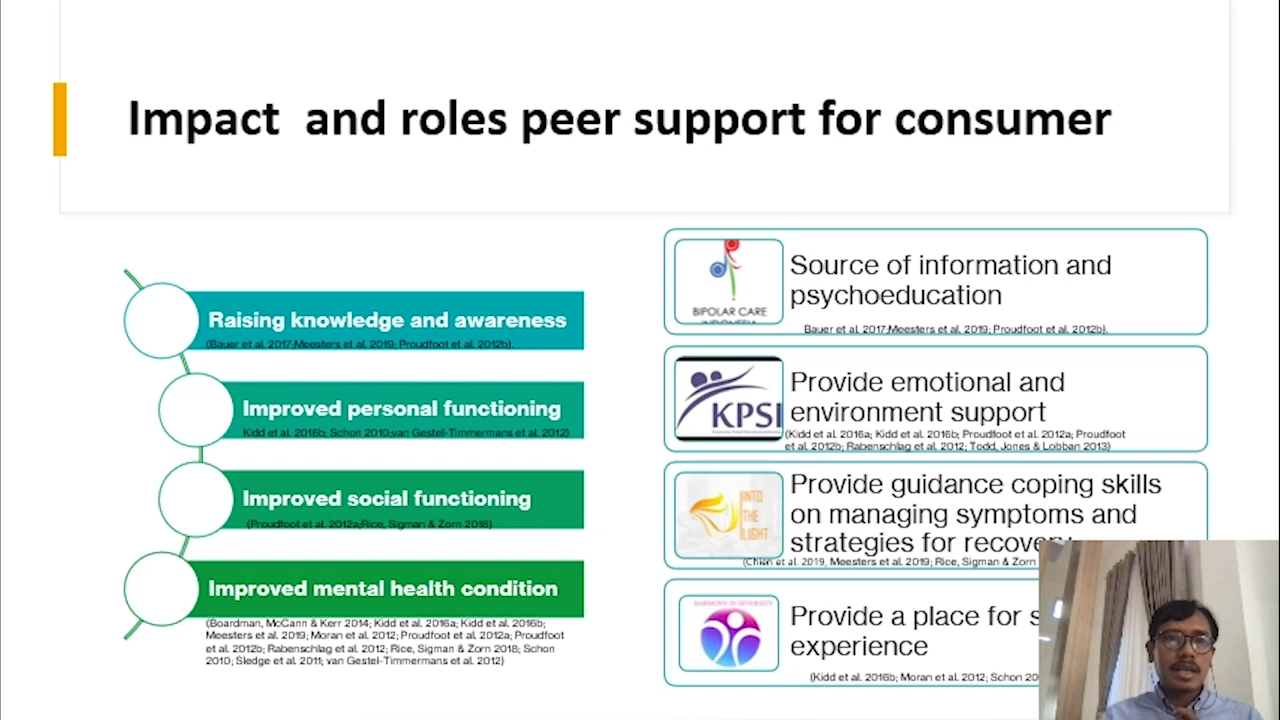 Impact and roles peer support for consumer
Raising knowledge and awareness
(Bauer et al. 2017;Meesters et al. 2019; Proudfoot et al. 2012b).
Improved personal functioning
Kidd et al. 2016b; Schon 2010;van Gestel-Timmermans et al. 2012)
Improved social functioning
(Proudfoot et al. 2012a;Rice, Sigman & Zorn 2018)
Improved mental health condition
(Boardman, McCann & Kerr 2014; Kidd et al. 2016a; Kidd et al. 2016b;
Meesters et al. 2019; Moran et al. 2012; Proudfoot et al. 2012a; Proudfoot
et al. 2012b; Rabenschlag et al. 2012; Rice, Sigman & Zorn 2018; Schon
2010; Sledge et al. 2011; van Gestel-Timmermans et al. 2012)
BIPOLAR CARE
INDONESIA
Source of information and
psychoeducation
Bauer et al. 2017;Meesters et al. 2019; Proudfoot et al. 2012b).
KPSI
Provide emotional and
environment support
(Kidd et al. 2016a; Kidd et al. 2016b; Proudfoot et al. 2012a; Proudfoot
et al. 2012b; Rabenschlag et al. 2012; Todd, Jones & Lobban 2013)
INTO
THE
LIGHT
Provide guidance coping skills
on managing symptoms and
strategies for recovery
(Chien et al. 2019, Meesters et al. 2019; Rice, Sigman & Zorn
HARMONY IN DIVERSITY
Provide a place for s
experience
(Kidd et al. 2016b; Moran et al. 2012; Schon 20